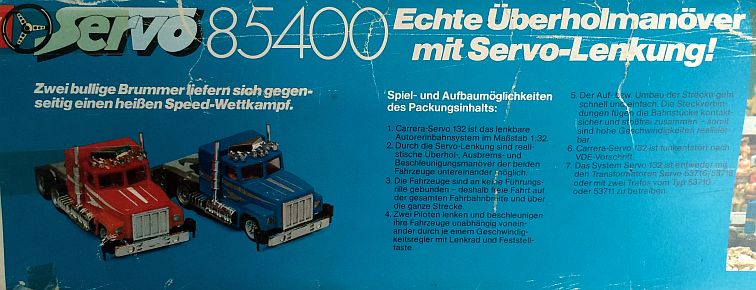 Servo 85400
Echte Überholmanöver
mit Servo-Lenkung!
Zwei bullige Brummer liefern sich gegen-
seitig einen heißen Speed-Wettkampf.
Spiel- und Aufbaumöglichkeiten
des Packungsinhalts:
1. Carrera-Servo 132 ist das lenkbare
Autorennbahnsystem im Maßstab 1:32.
2. Durch die Servo-Lenkung sind reali-
stische Überhol-, Ausbrems- und
Beschleunigungsmanöver der beiden
Fahrzeuge untereinander möglich.
3. Die Fahrzeuge sind an keine Führungs-
rille gebunden – deshalb freie Fahrt auf
der gesamten Fahrbahnbreite und über
die ganze Strecke.
4. Zwei Piloten lenken und beschleunigen
ihre Fahrzeuge unabhängig vonein-
ander durch je einem Geschwindig-
keitsregler mit Lenkrad und Feststell-
taste.
5. Der Auf- bzw. Umbau der Strecke geht
schnell und einfach. Die Steckverbin-
dungen fügen die Bahnstücke kontakt-
sicher und stoßfrei zusammen – somit
sind hohe Geschwindigkeiten realisier-
bar.
6. Carrera-Servo 132 ist funkentstört nach
VDE-Vorschrift.
7. Das System Servo 132 ist entweder mit
den Transformatoren Servo 53716/53718
oder mit zwei Trafos vom Typ 53710
oder 53711 zu betreiben.